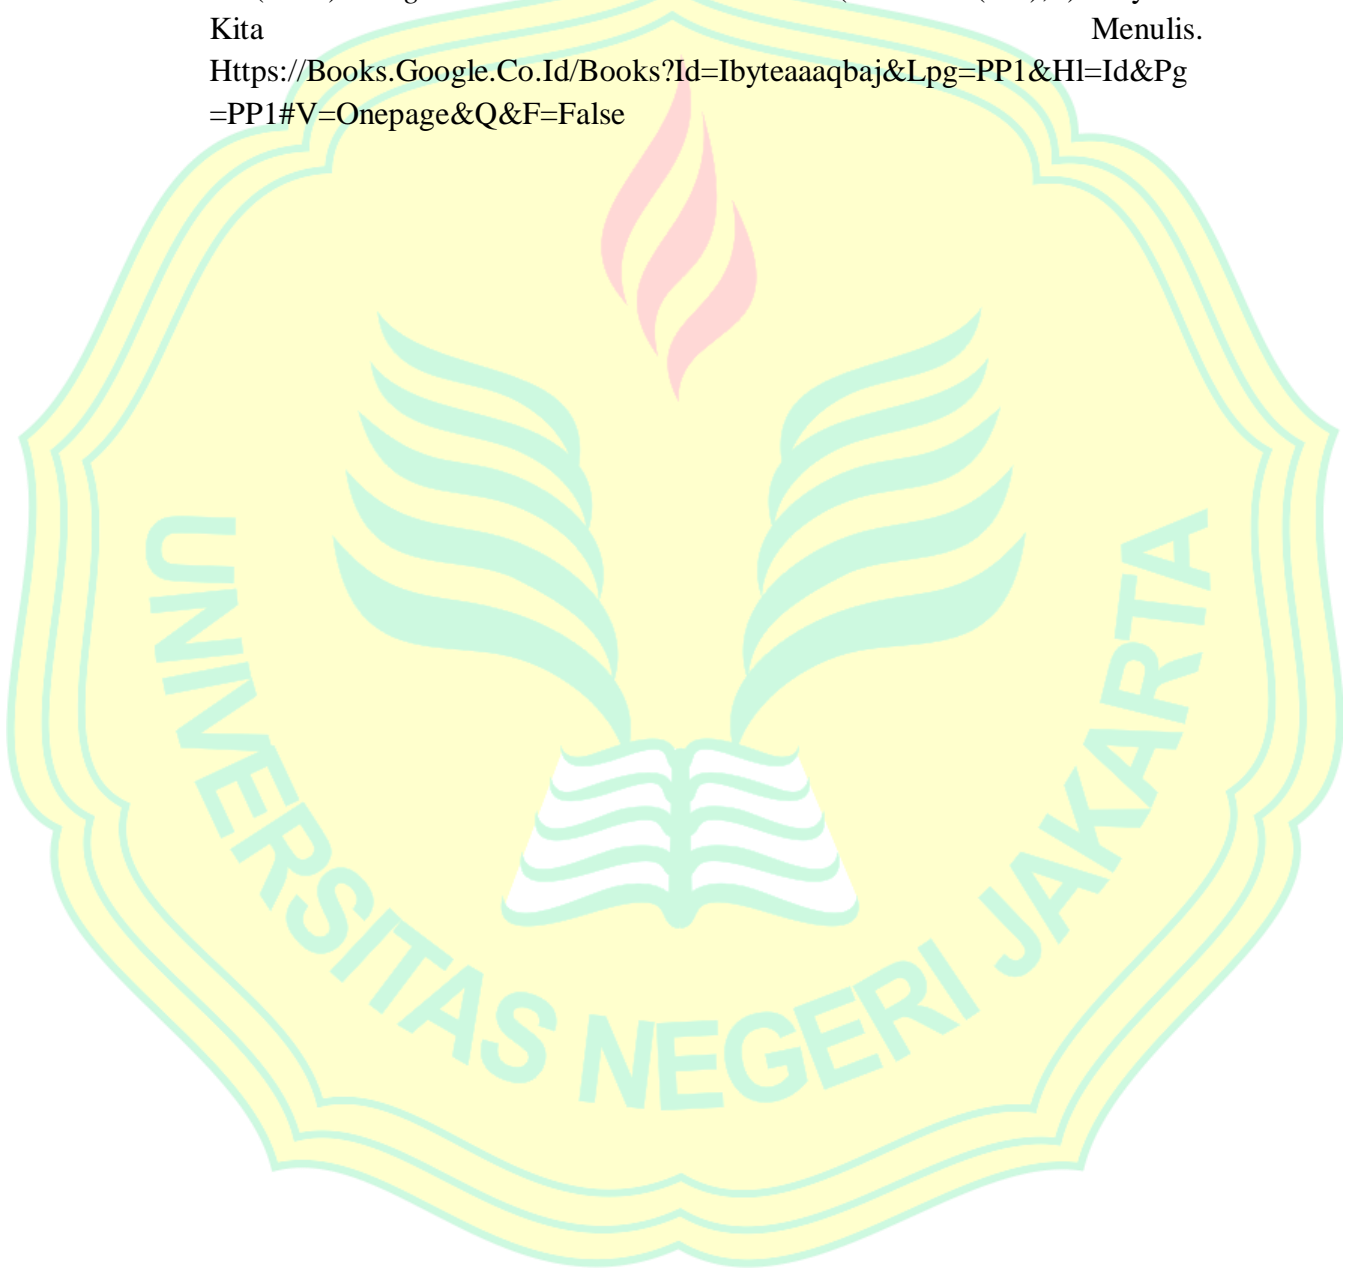 Kita Menulis.
Https://Books.Google.Co.Id/Books?Id=Ibyteaaaqbaj&Lpg=PP1&Hl=Id&Pg
=PP1#V=Onepage&Q&F=False
UNIVERSITAS NEGERI JAKARTA